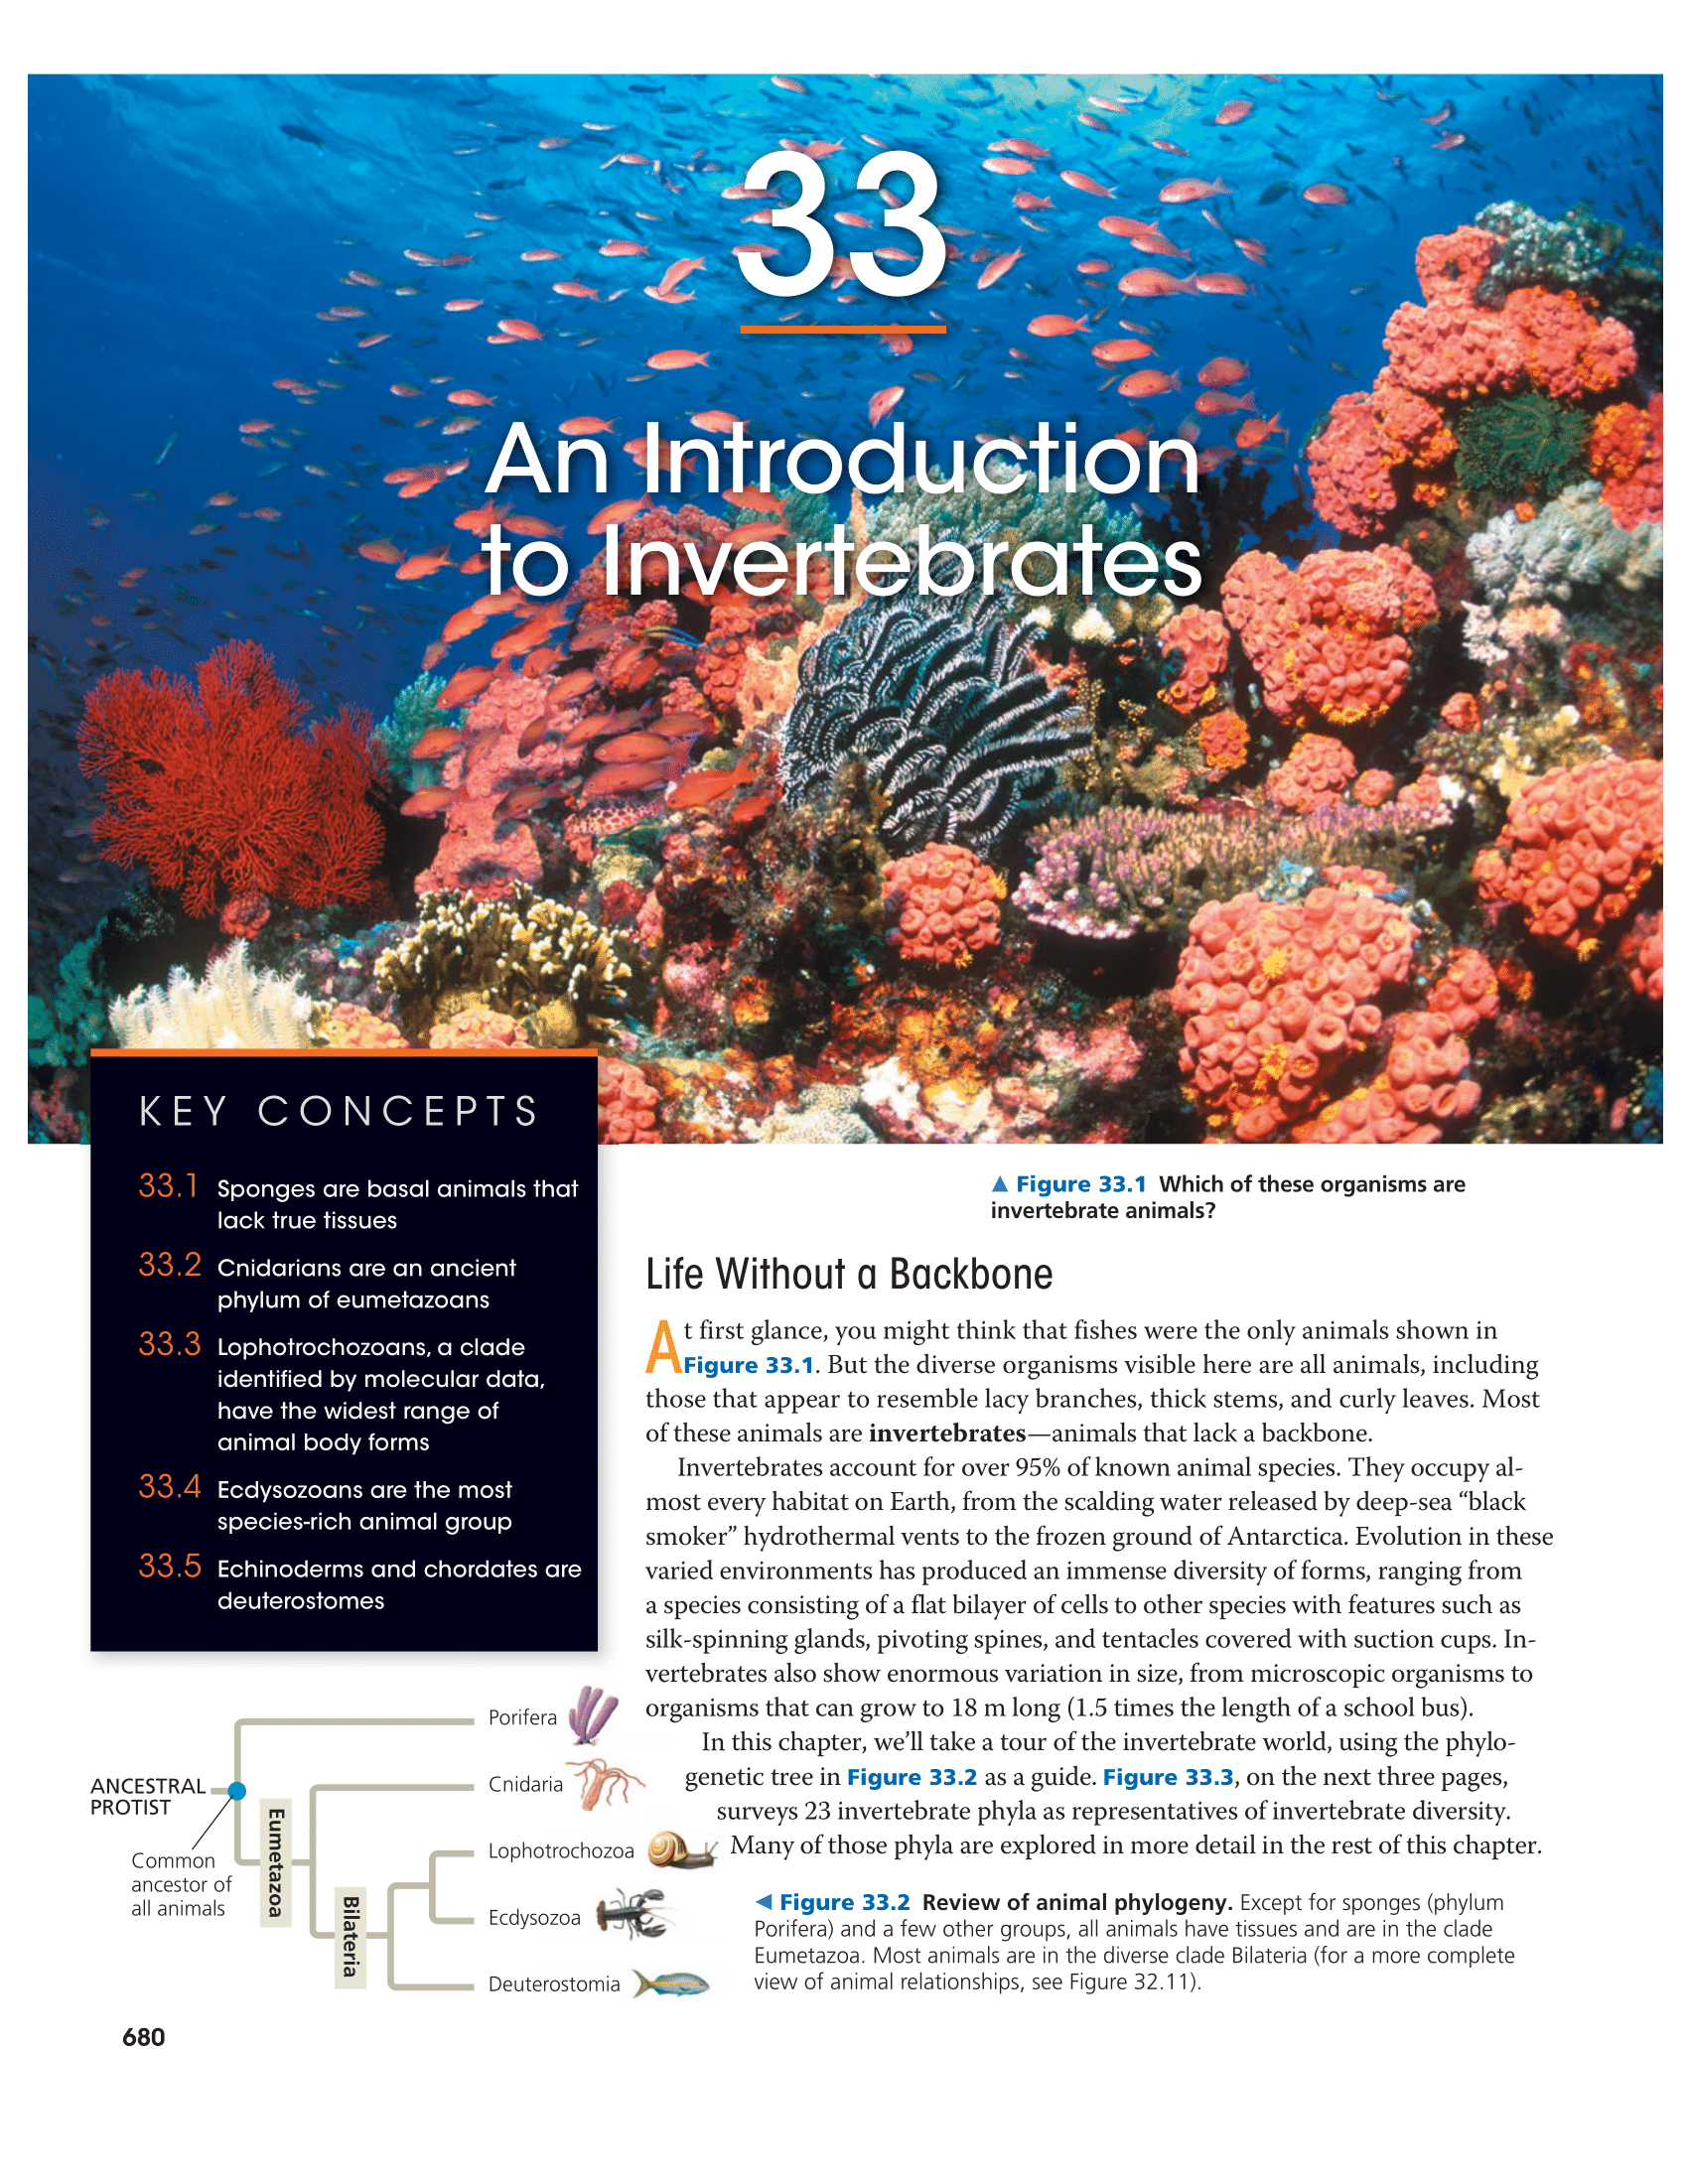 33
An Introduction
to Invertebrates
KEY CONCEPTS
33.1 Sponges are basal animals that
lack true tissues
33.2 Cnidarians are an ancient
phylum of eumetazoans
33.3 Lophotrochozoans, a clade
identified by molecular data,
have the widest range of
animal body forms
33.4 Ecdysozoans are the most
species-rich animal group
33.5 Echinoderms and chordates are
deuterostomes
▲ Figure 33.1 Which of these organisms are
invertebrate animals?
Life Without a Backbone
At first glance, you might think that fishes were the only animals shown in
Figure 33.1. But the diverse organisms visible here are all animals, including
those that appear to resemble lacy branches, thick stems, and curly leaves. Most
of these animals are invertebrates—animals that lack a backbone.
Invertebrates account for over 95% of known animal species. They occupy al-
most every habitat on Earth, from the scalding water released by deep-sea “black
smoker” hydrothermal vents to the frozen ground of Antarctica. Evolution in these
varied environments has produced an immense diversity of forms, ranging from
a species consisting of a flat bilayer of cells to other species with features such as
silk-spinning glands, pivoting spines, and tentacles covered with suction cups. In-
vertebrates also show enormous variation in size, from microscopic organisms to
organisms that can grow to 18 m long (1.5 times the length of a school bus).
In this chapter, we’ll take a tour of the invertebrate world, using the phylo-
genetic tree in Figure 33.2 as a guide. Figure 33.3, on the next three pages,
surveys 23 invertebrate phyla as representatives of invertebrate diversity.
Many of those phyla are explored in more detail in the rest of this chapter.
ANCESTRAL
PROTIST
Common
ancestor of
all animals
Eumetazoa
Bilateria
Porifera
Cnidaria
Lophotrochozoa
Ecdysozoa
Deuterostomia
◀ Figure 33.2 Review of animal phylogeny. Except for sponges (phylum
Porifera) and a few other groups, all animals have tissues and are in the clade
Eumetazoa. Most animals are in the diverse clade Bilateria (for a more complete
view of animal relationships, see Figure 32.11).
680